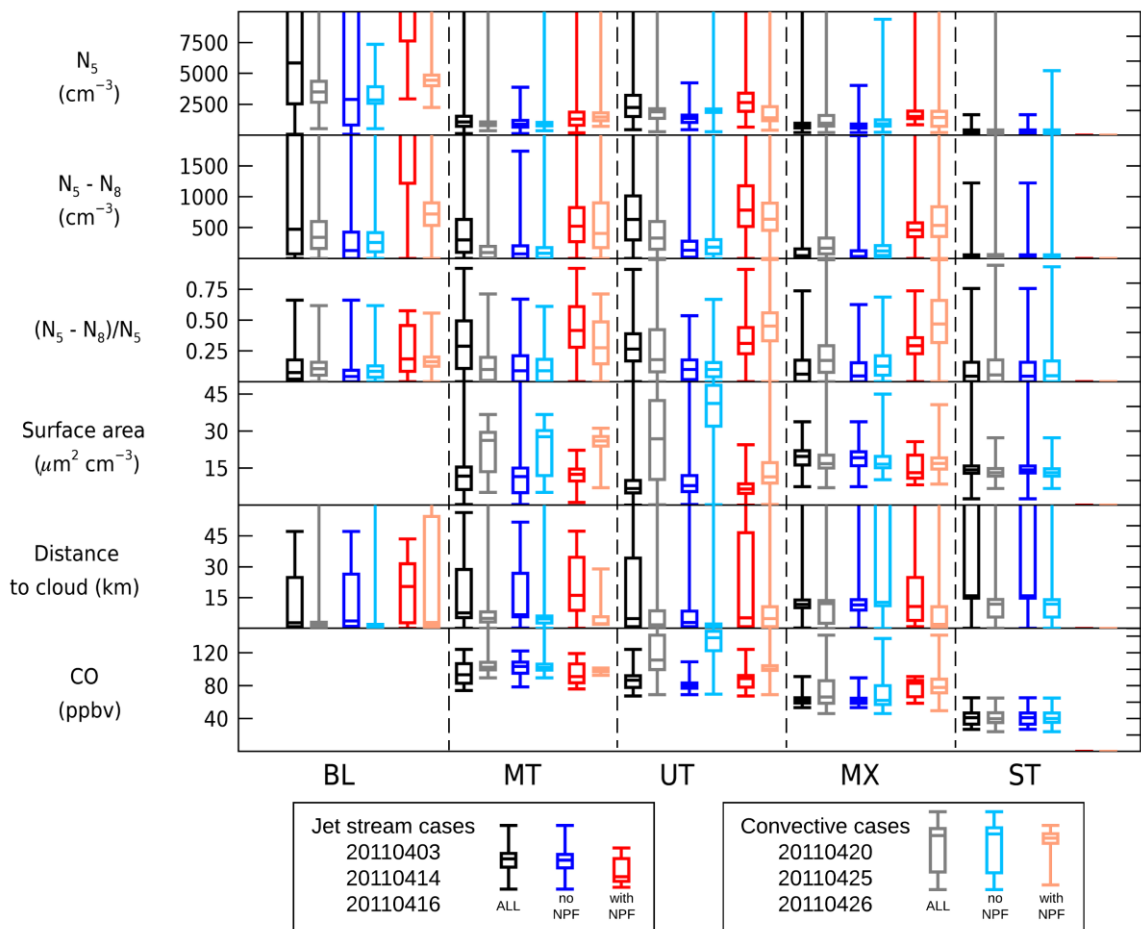 N₅
(cm⁻³)
7500
5000
2500
N₅ - N₈
(cm⁻³)
1500
1000
500
(N₅ - N₈)/N₅
0.75
0.50
0.25
Surface area
(μm² cm⁻³)
45
30
15
Distance
to cloud (km)
45
30
15
CO
(ppbv)
120
80
40
BL MT UT MX ST
Jet stream cases
20110403
20110414
20110416
ALL
no
NPF
with
NPF
Convective cases
20110420
20110425
20110426
ALL
no
NPF
with
NPF